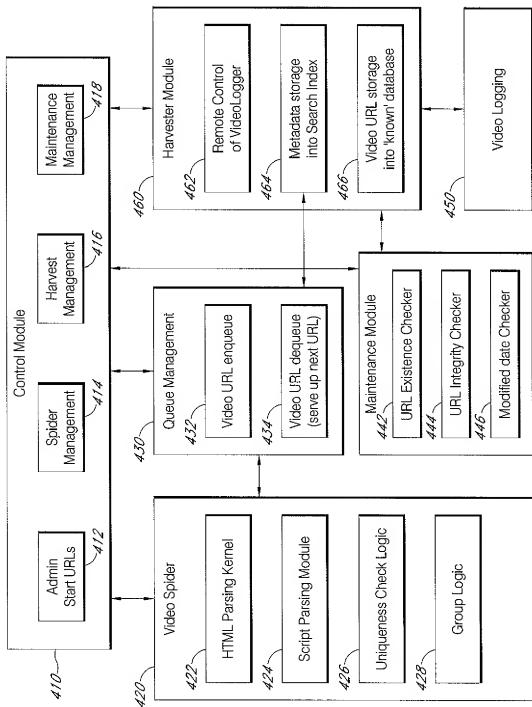 Control Module
410
Admin
Start URLs
412
Spider
Management
414
Harvest
Management
416
Maintenance
Management
418
420
Video Spider
422
HTML Parsing Kernel
424
Script Parsing Module
426
Uniqueness Check Logic
428
Group Logic
430
Queue Management
432
Video URL enqueue
434
Video URL dequeue
(serve up next URL)
Maintenance Module
442
URL Existence Checker
444
URL Integrity Checker
446
Modified date Checker
460
Harvester Module
462
Remote Control
of VideoLogger
464
Metadata storage
into Search Index
466
Video URL storage
into 'known' database
450
Video Logging